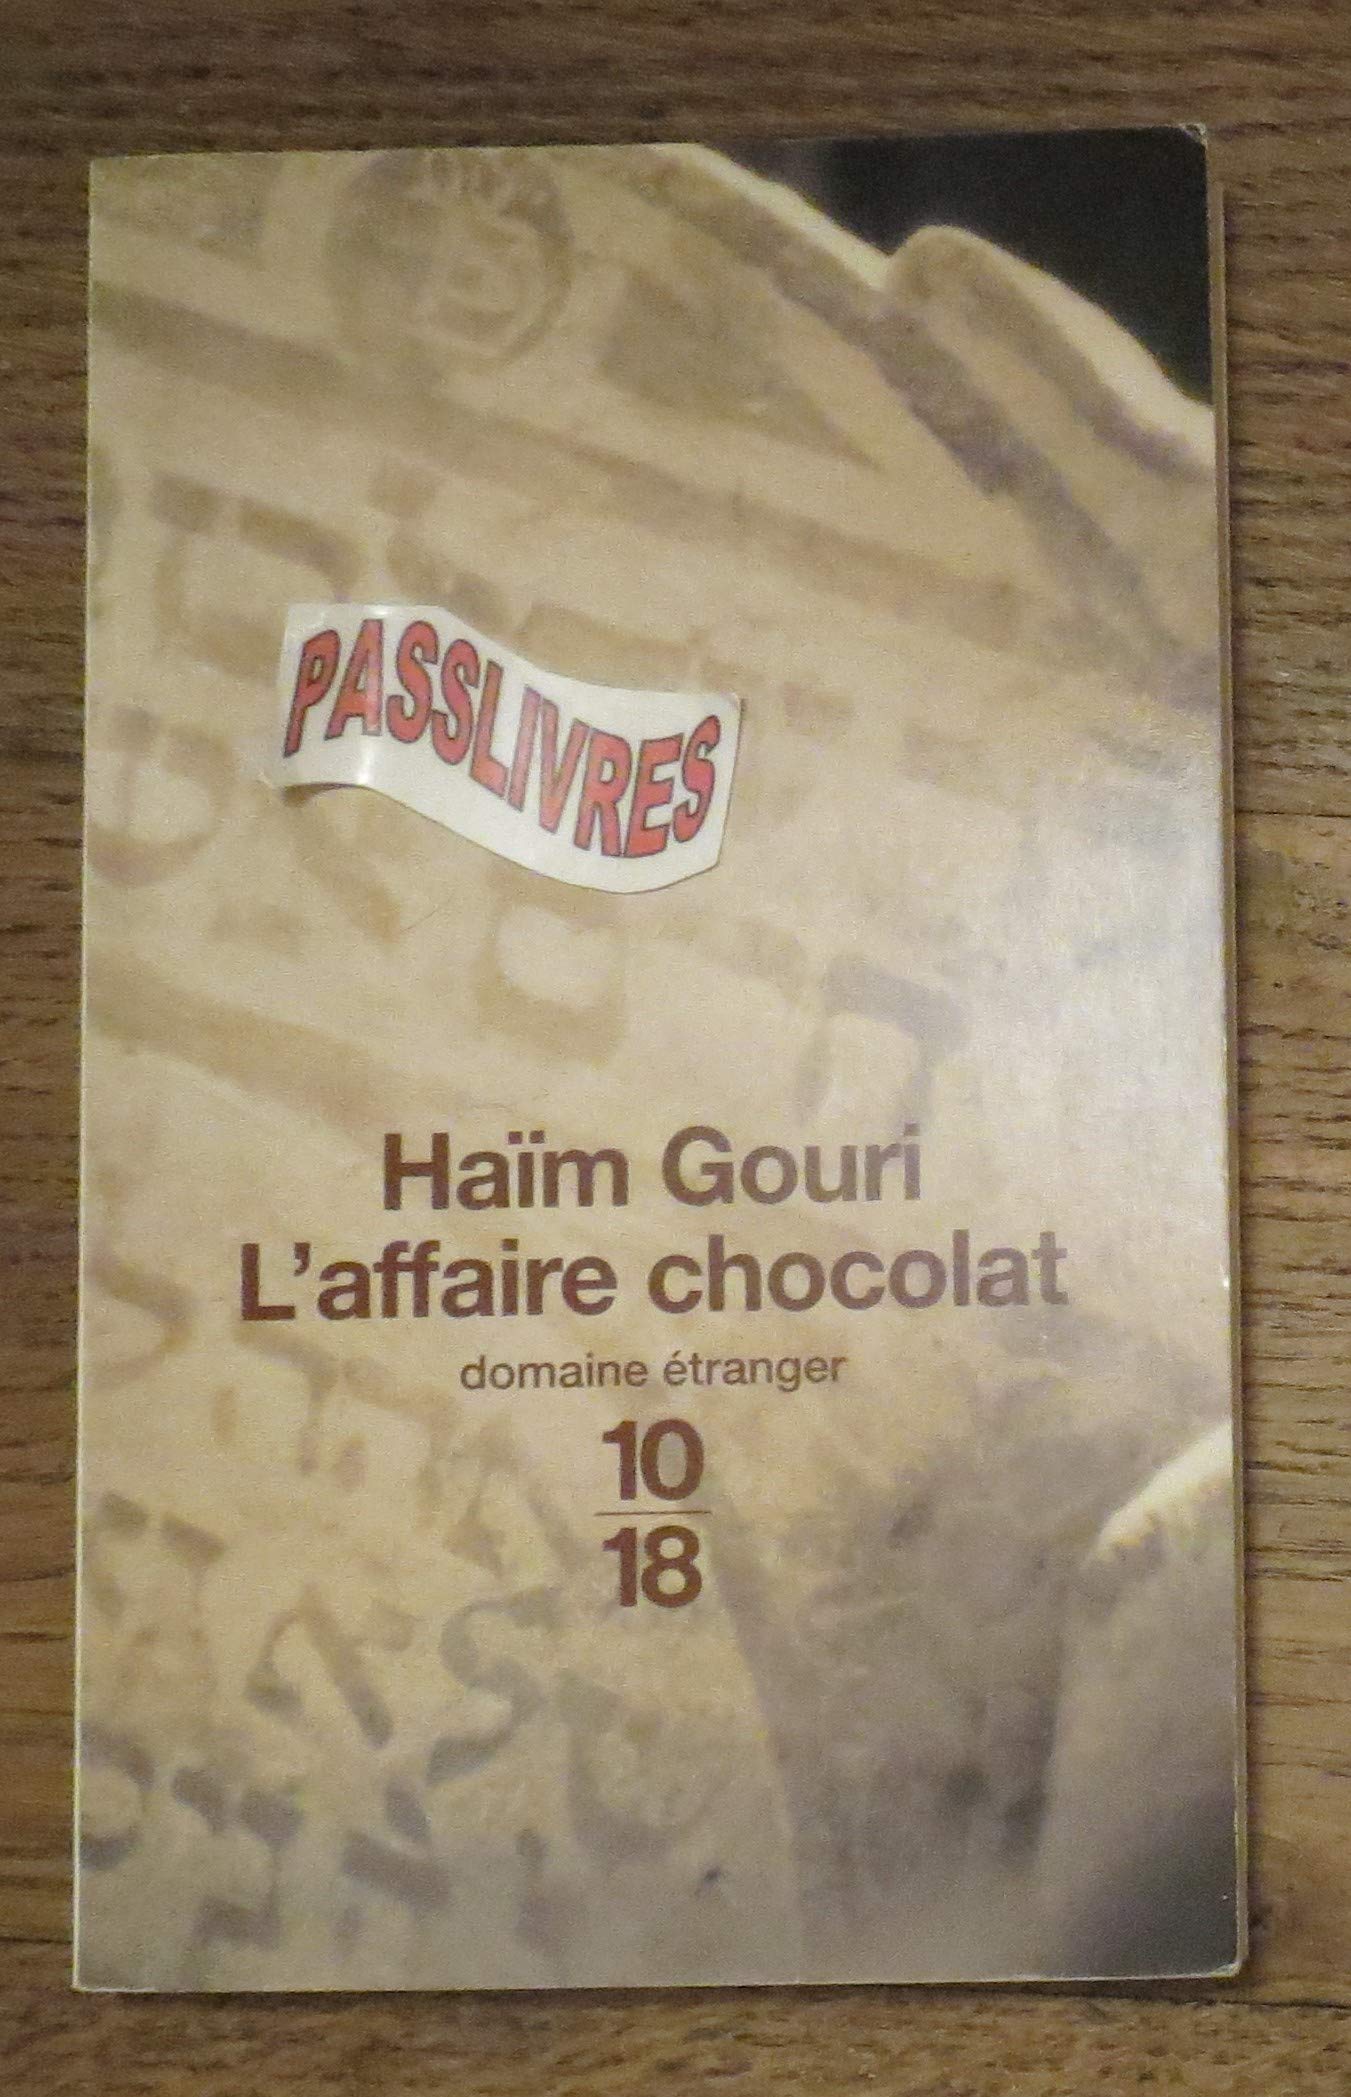 PASSLIVRES
Haïm Gouri
L'affaire chocolat
domaine étranger
10
18